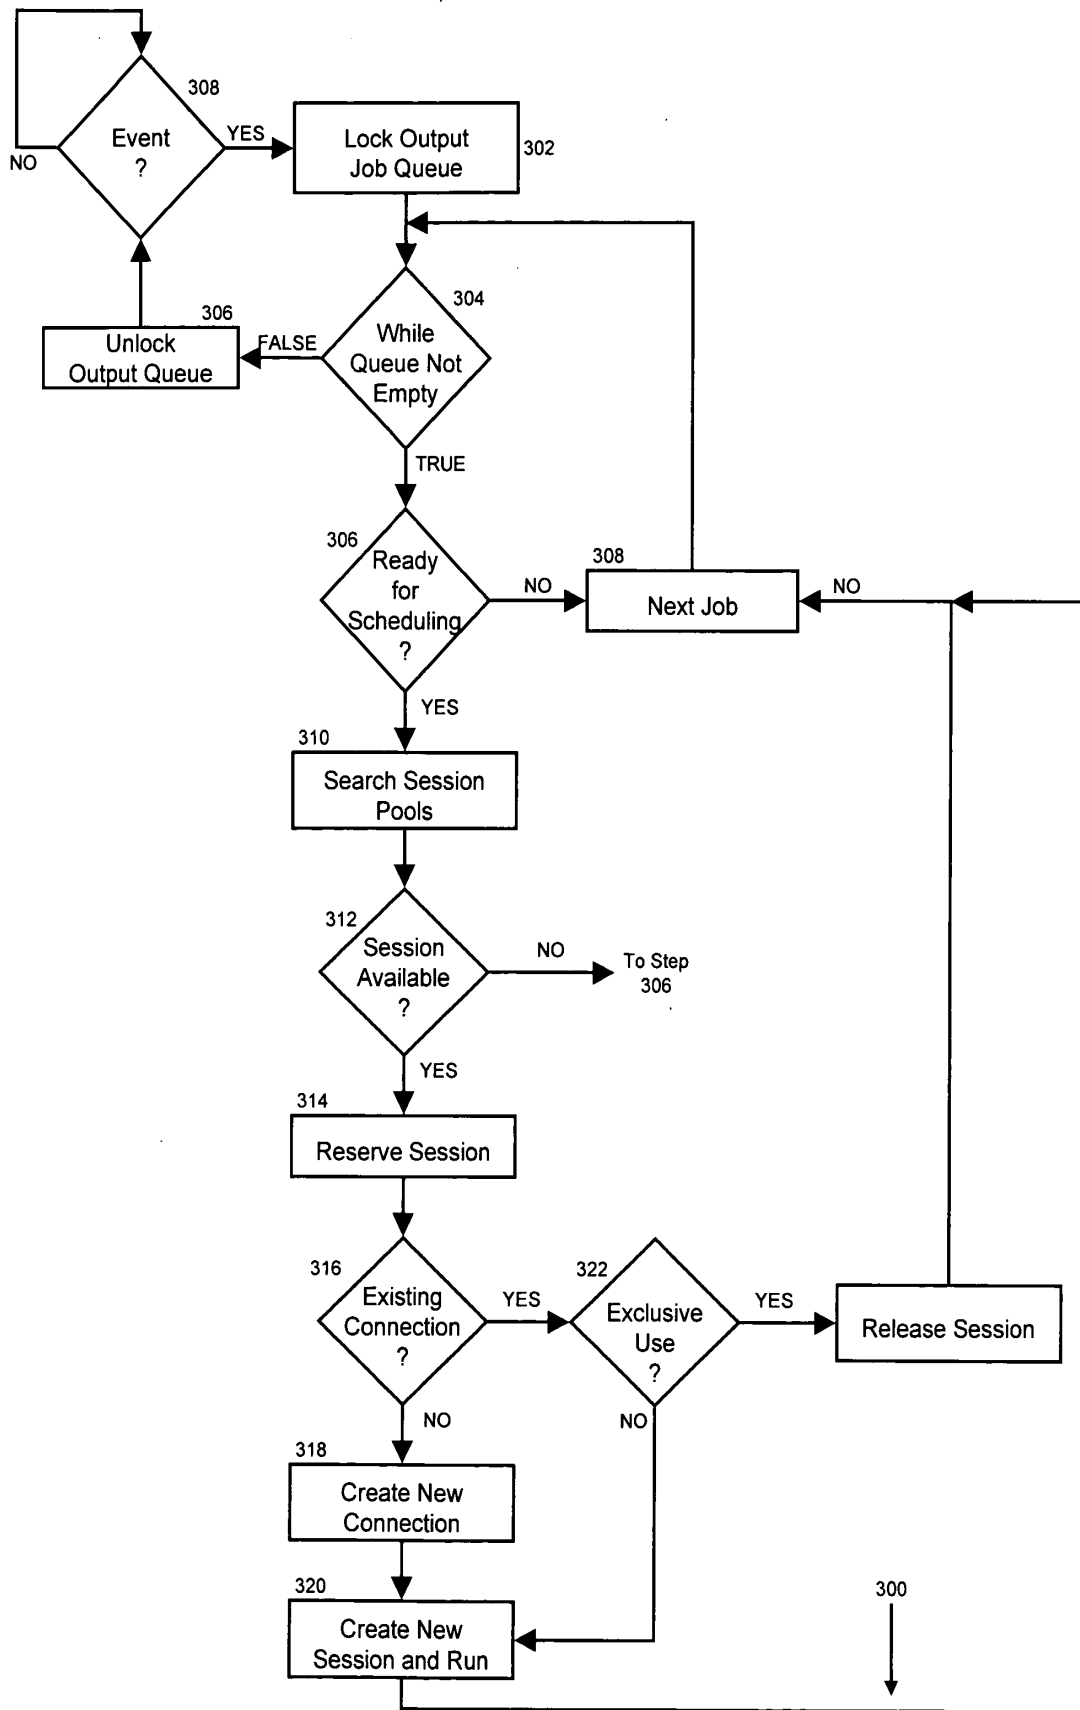 308
Event
?
YES
NO
Lock Output
Job Queue
302
304
While
Queue Not
Empty
FALSE
306
Unlock
Output Queue
TRUE
306
Ready
for
Scheduling
?
NO
308
Next Job
NO
YES
310
Search Session
Pools
312
Session
Available
?
NO
To Step
306
YES
314
Reserve Session
316
Existing
Connection
?
YES
322
Exclusive
Use
?
YES
Release Session
NO
NO
318
Create New
Connection
320
Create New
Session and Run
300